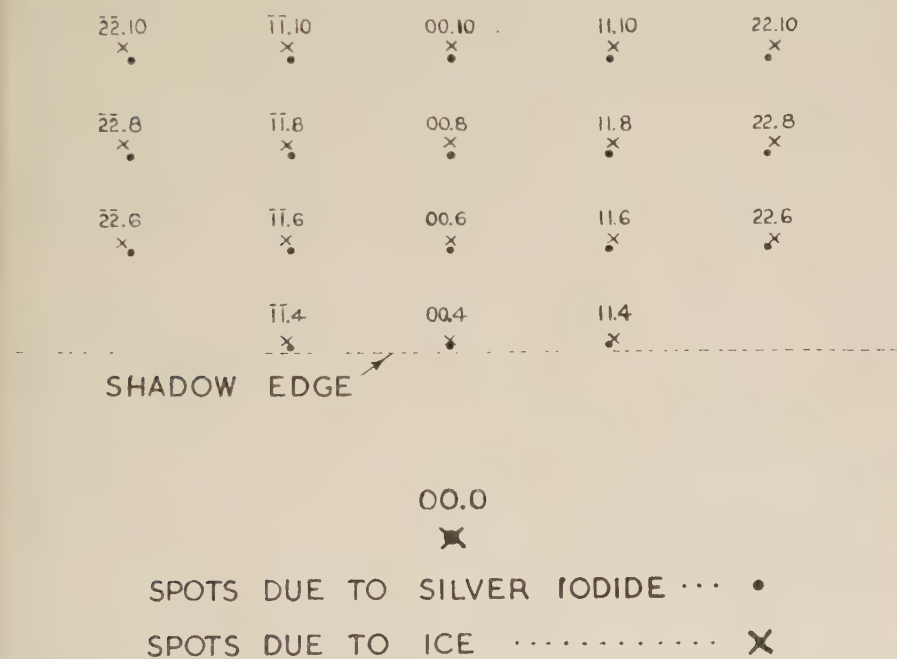 2̄2̄.10 1̄1̄.10 00.10 11.10 22.10
2̄2̄.8 1̄1̄.8 00.8 11.8 22.8
2̄2̄.6 1̄1̄.6 00.6 11.6 22.6
1̄1̄.4 00.4 11.4
SHADOW EDGE
00.0
SPOTS DUE TO SILVER IODIDE ··· •
SPOTS DUE TO ICE ············ ×